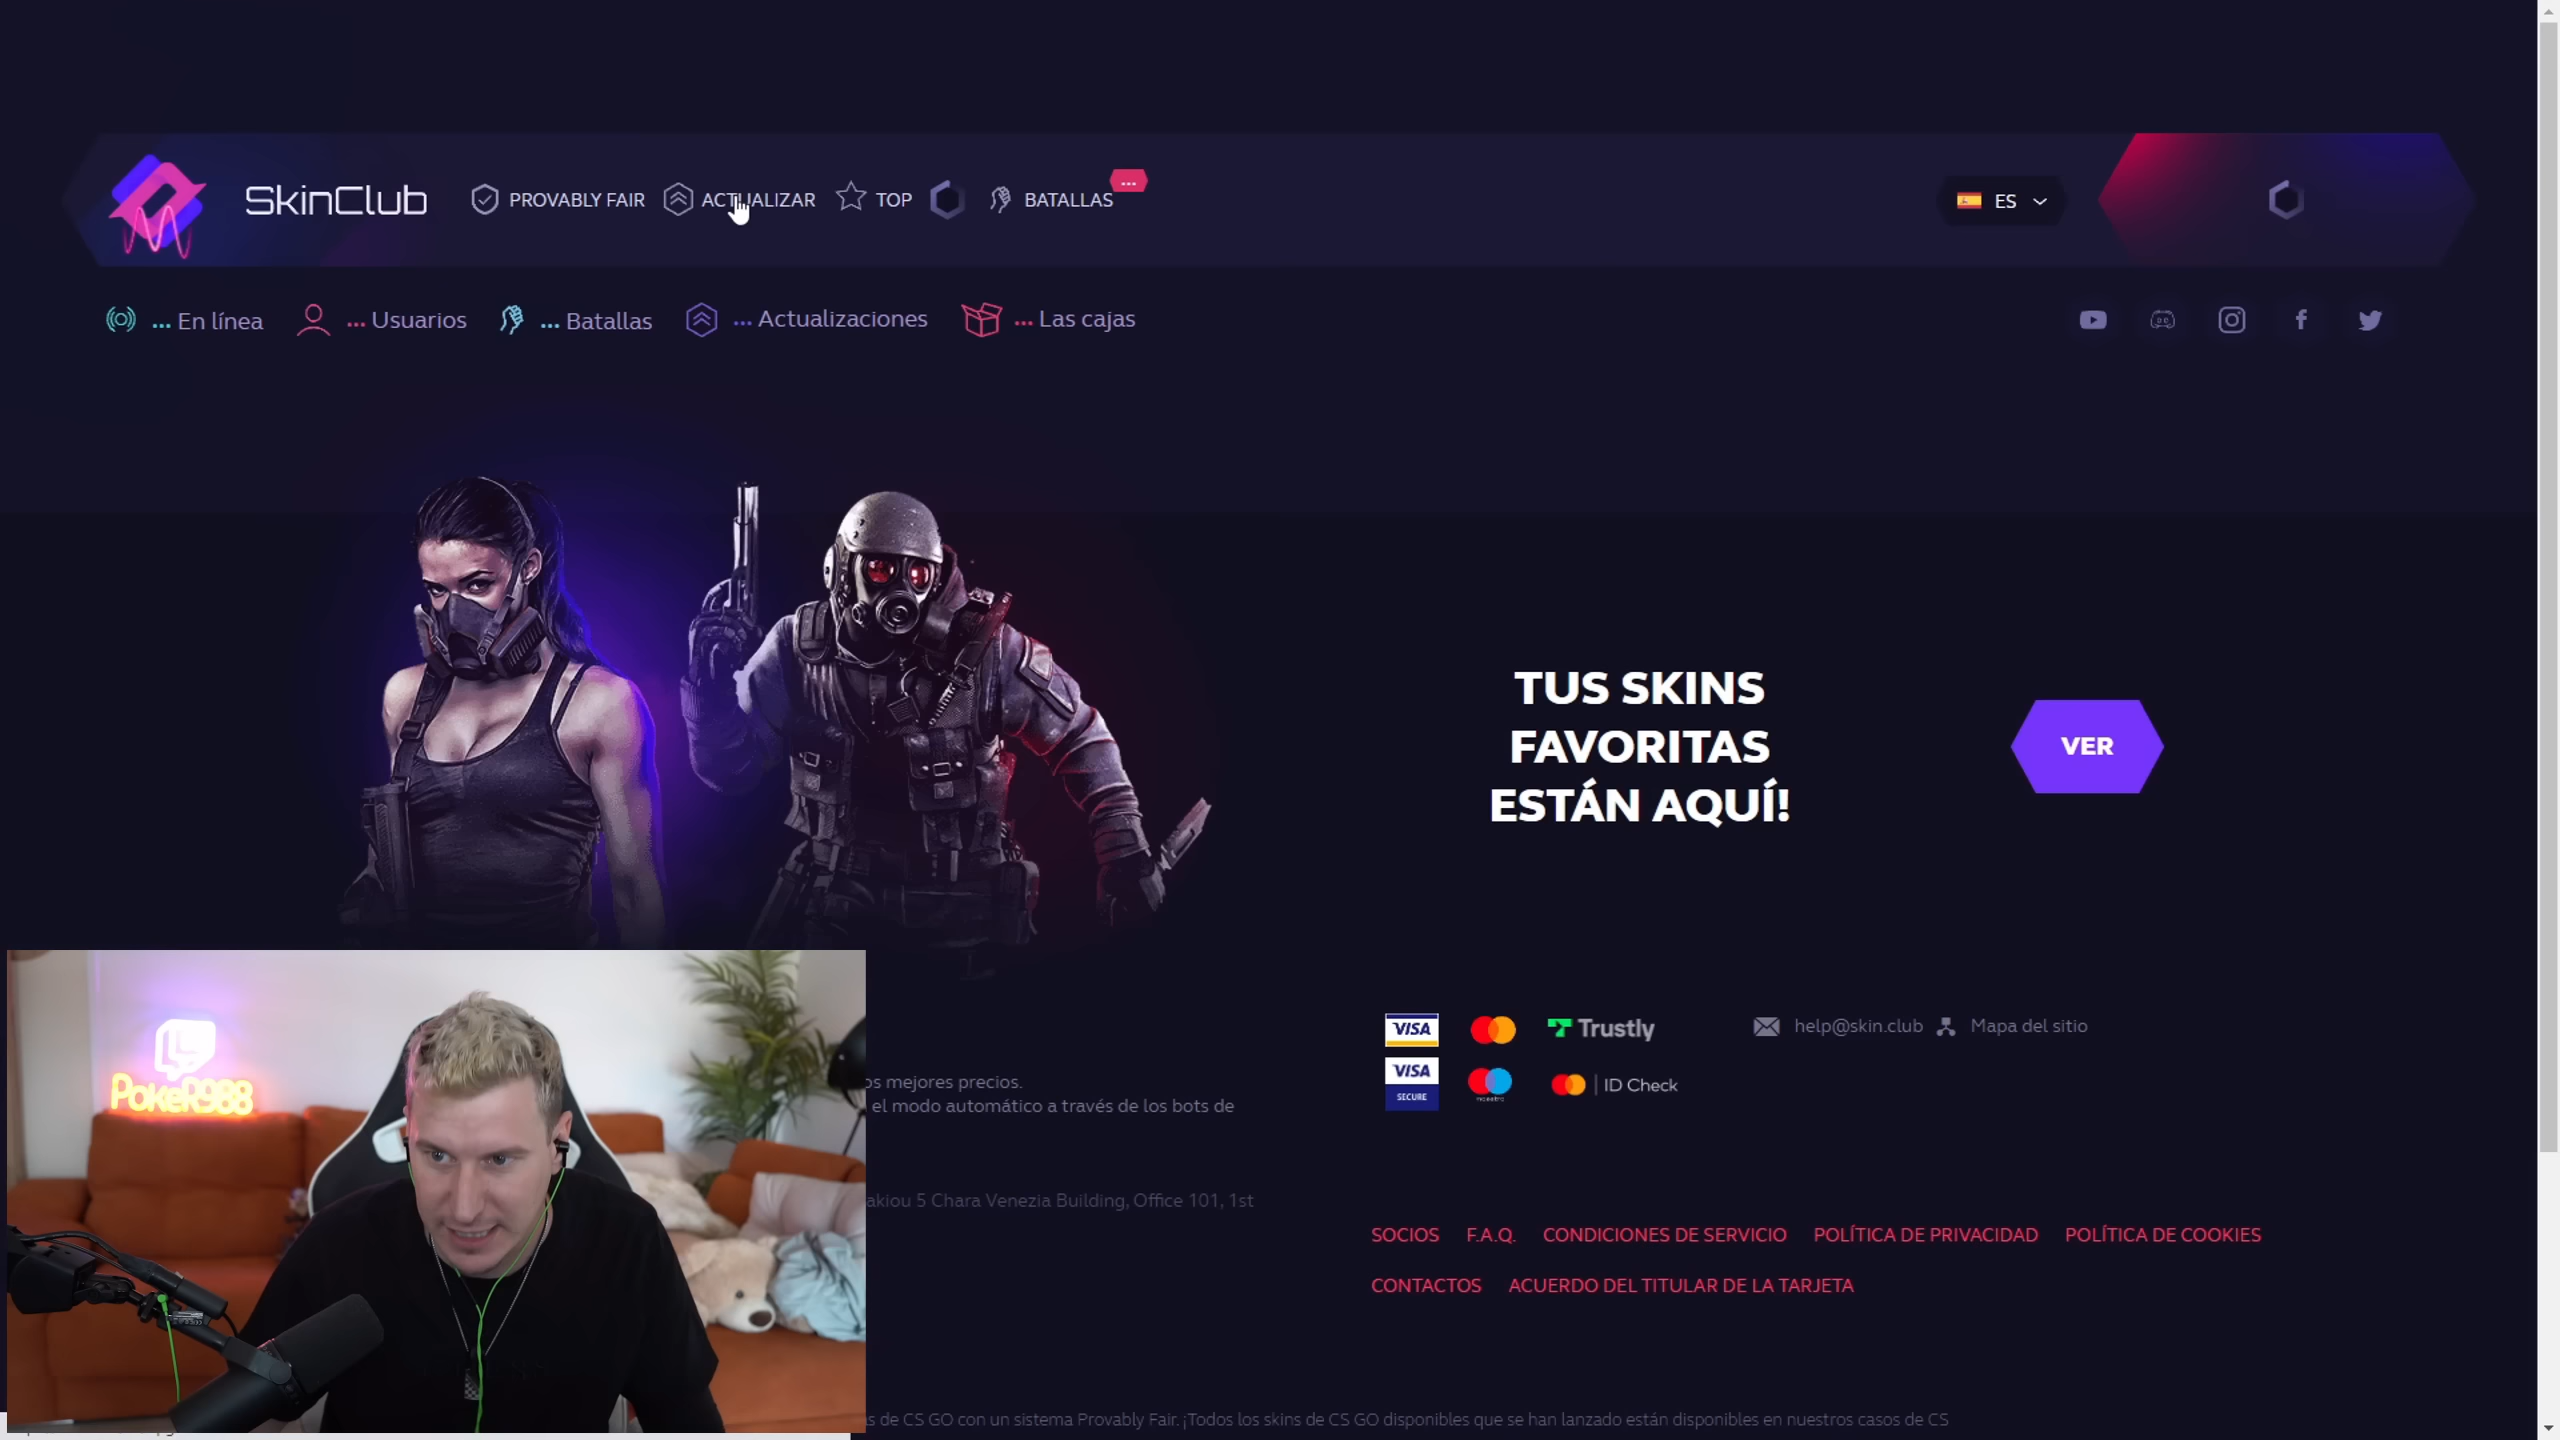 SkinClub
PROVABLY FAIR
ACTUALIZAR
TOP
BATALLAS
...
ES
... En línea
... Usuarios
... Batallas
... Actualizaciones
... Las cajas
TUS SKINS
FAVORITAS
ESTÁN AQUÍ!
VER
PokeR988
VISA
Trustly
help@skin.club
Mapa del sitio
VISA
SECURE
maestro
ID Check
os mejores precios.
el modo automático a través de los bots de
akiou 5 Chara Venezia Building, Office 101, 1st
SOCIOS F.A.Q. CONDICIONES DE SERVICIO POLÍTICA DE PRIVACIDAD POLÍTICA DE COOKIES
CONTACTOS ACUERDO DEL TITULAR DE LA TARJETA
s de CS GO con un sistema Provably Fair. ¡Todos los skins de CS GO disponibles que se han lanzado están disponibles en nuestros casos de CS